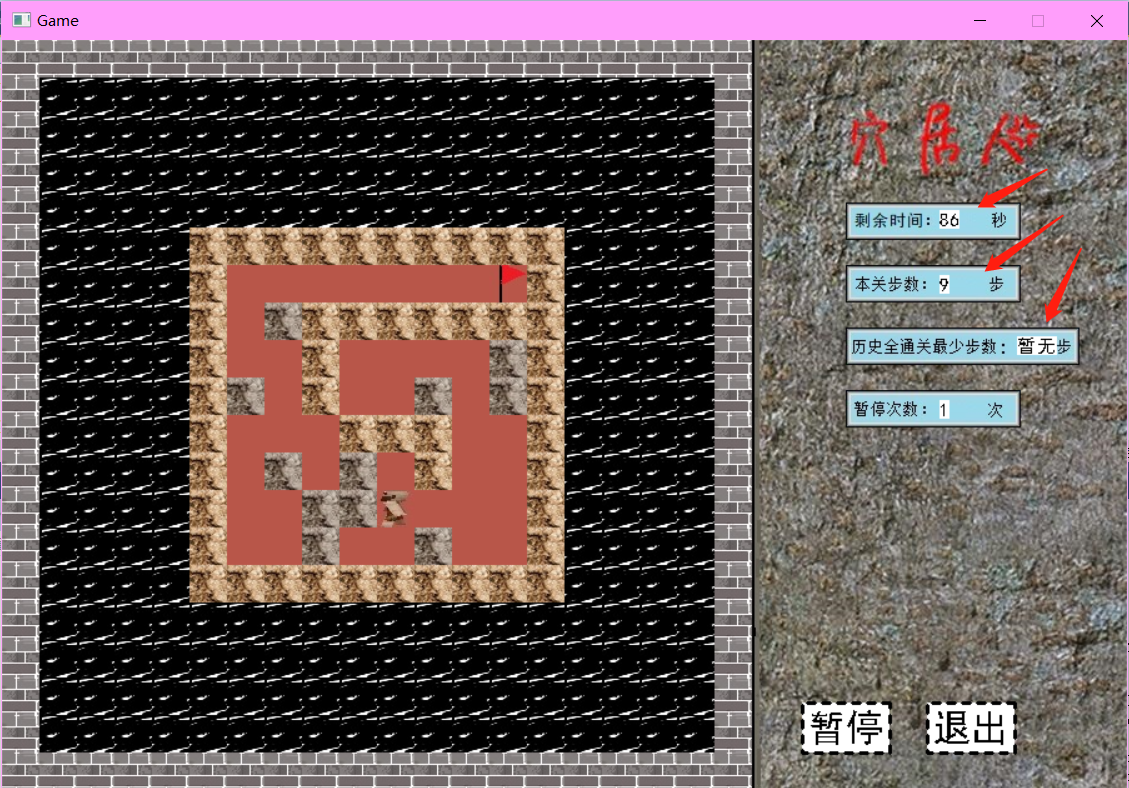 Game
穴居人
剩余时间：86 秒
本关步数：9 步
历史全通关最少步数：暂无步
暂停次数：1 次
暂停 退出